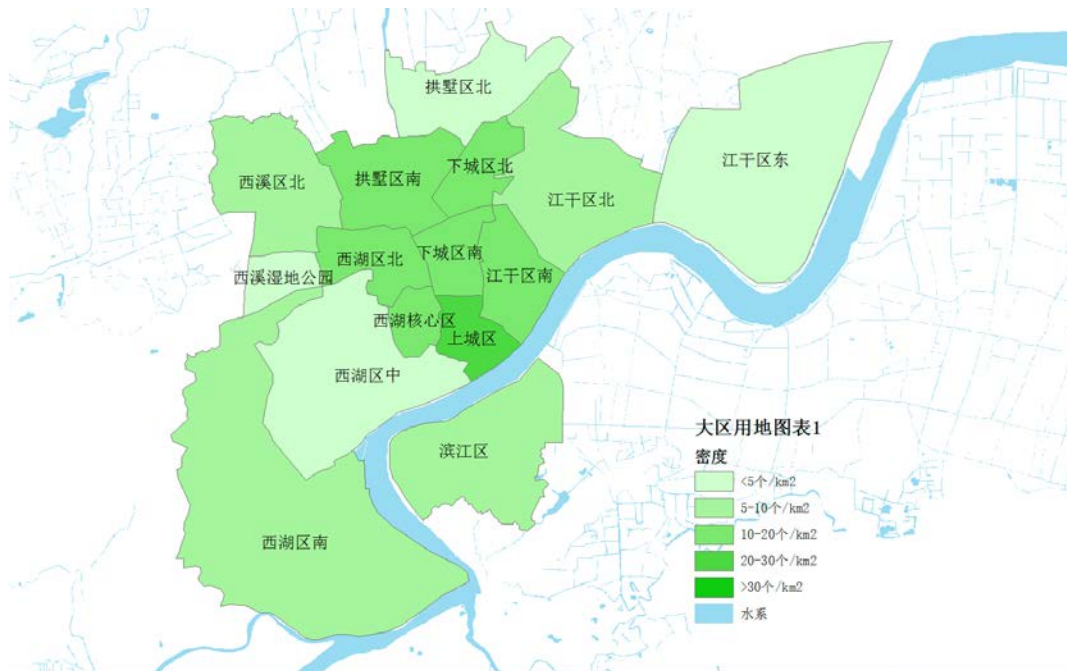 拱墅区北
江干区东
下城区北
西溪区北
拱墅区南
江干区北
下城区南
西湖区北
江干区南
西溪湿地公园
西湖核心区
上城区
西湖区中
滨江区
西湖区南
大区用地图表1
密度
<5个/km2
5-10个/km2
10-20个/km2
20-30个/km2
>30个/km2
水系